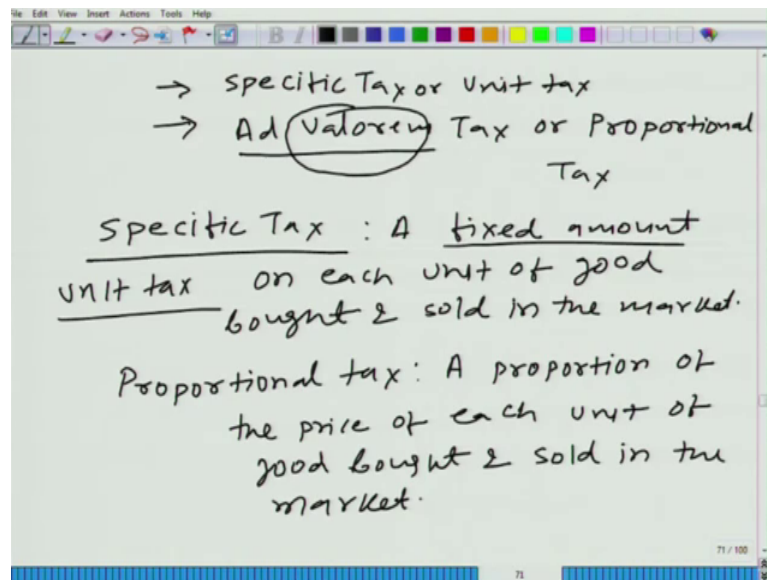 File Edit View Insert Actions Tools Help
B I
→ specific Tax or Unit tax
→ Ad Valorem Tax or Proportional
Tax
Specific Tax : A fixed amount
unit tax on each unit of good
bought & sold in the market.
Proportional tax : A proportion of
the price of each unit of
good bought & sold in the
market.
71 / 100
71